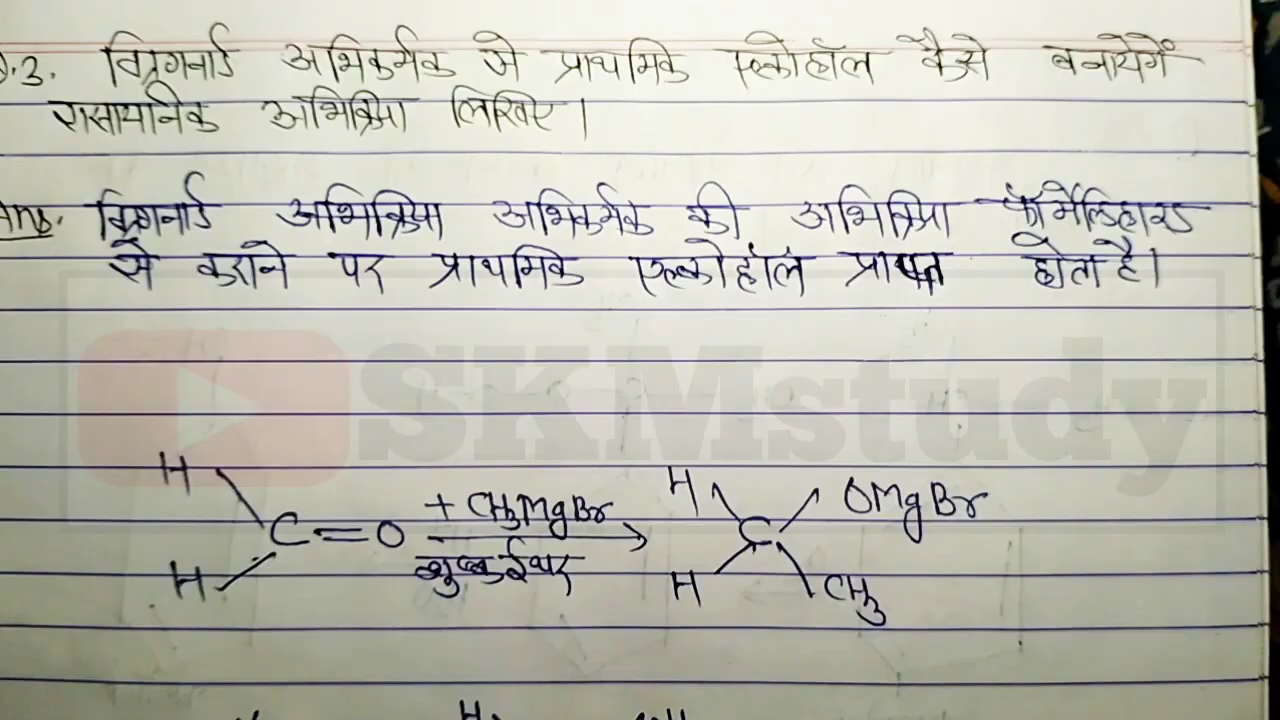 Q.3. ग्रिगनार्ड अभिकर्मक से प्राथमिक एल्कोहॉल कैसे बनायेगें
रासायनिक अभिक्रिया लिखिए।
Ans. ग्रिगनार्ड अभिक्रिया अभिकर्मक की अभिक्रिया फॉर्मेल्डिहाइड
से कराने पर प्राथमिक एल्कोहॉल प्राप्त होता है।
SKMstudy
H H
C=O + CH3MgBr → C OMgBr
शुष्क ईथर
H H CH3